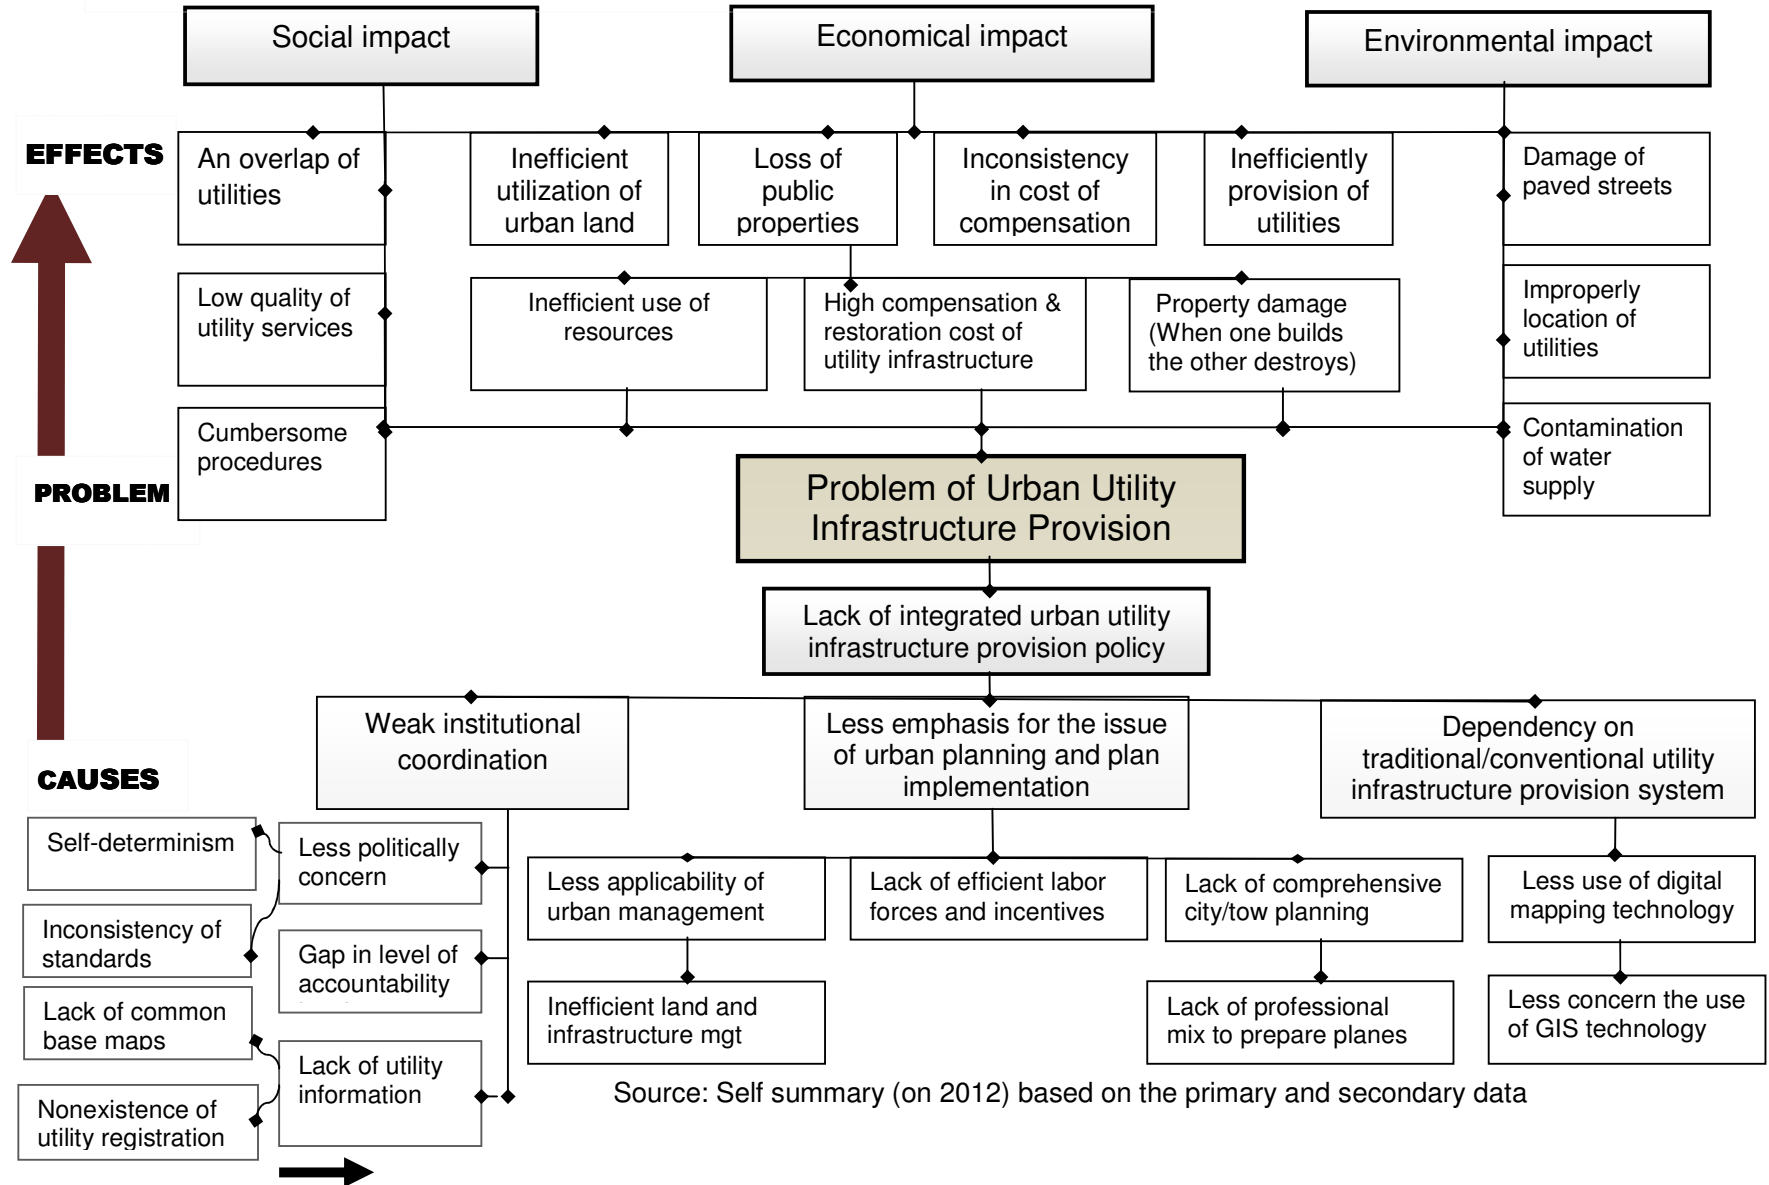 Social impact
Economical impact
Environmental impact
EFFECTS
An overlap of
utilities
Inefficient
utilization of
urban land
Loss of
public
properties
Inconsistency
in cost of
compensation
Inefficiently
provision of
utilities
Damage of
paved streets
Low quality of
utility services
Inefficient use of
resources
High compensation &
restoration cost of
utility infrastructure
Property damage
(When one builds
the other destroys)
Improperly
location of
utilities
Cumbersome
procedures
Contamination
of water
supply
PROBLEM
Problem of Urban Utility
Infrastructure Provision
Lack of integrated urban utility
infrastructure provision policy
Weak institutional
coordination
Less emphasis for the issue
of urban planning and plan
implementation
Dependency on
traditional/conventional utility
infrastructure provision system
CAUSES
Self-determinism
Less politically
concern
Inconsistency of
standards
Gap in level of
accountability
Lack of common
base maps
Lack of utility
information
Nonexistence of
utility registration
Less applicability of
urban management
Lack of efficient labor
forces and incentives
Lack of comprehensive
city/tow planning
Less use of digital
mapping technology
Inefficient land and
infrastructure mgt
Lack of professional
mix to prepare planes
Less concern the use
of GIS technology
Source: Self summary (on 2012) based on the primary and secondary data